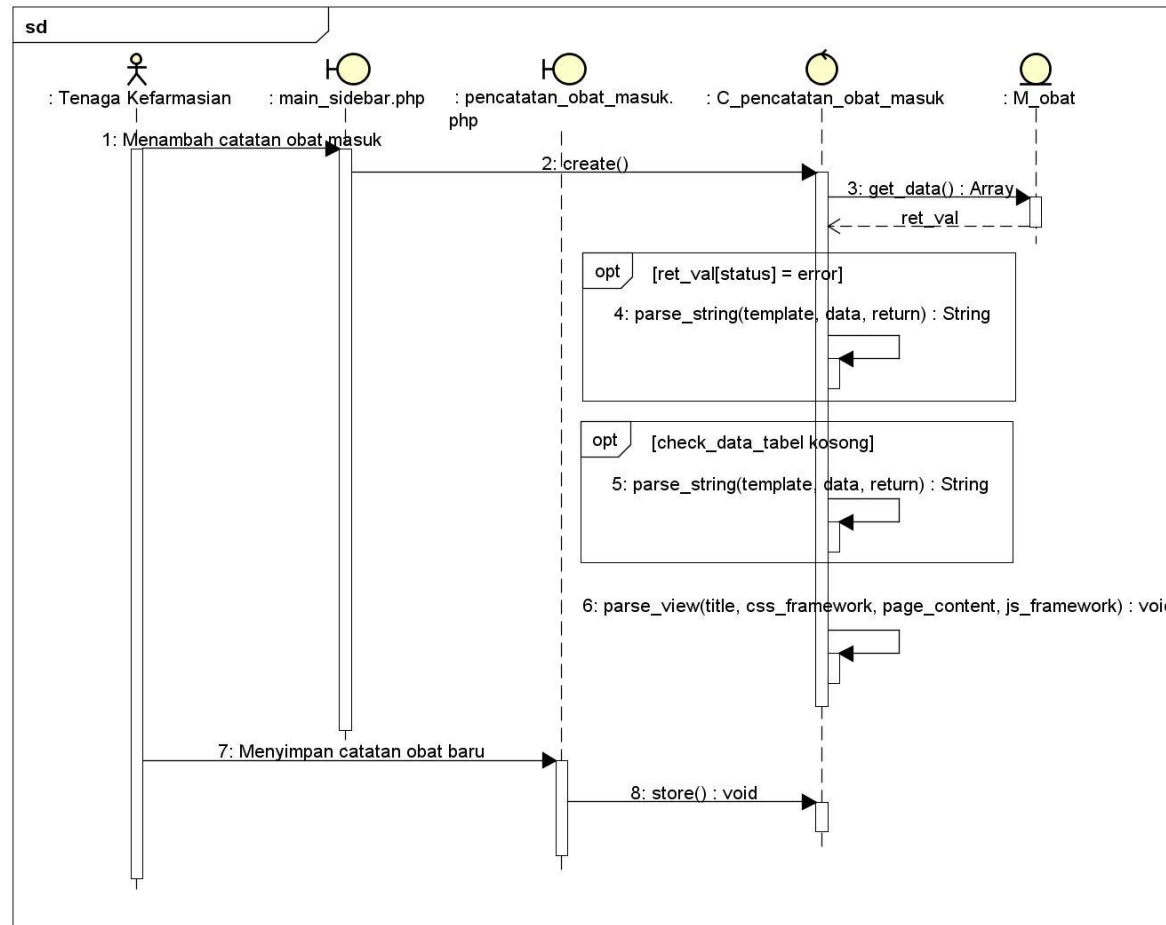 sd
: Tenaga Kefarmasian
: main_sidebar.php
: pencatatan_obat_masuk.
php
: C_pencatatan_obat_masuk
: M_obat
1: Menambah catatan obat masuk
2: create()
3: get_data() : Array
ret_val
opt
[ret_val[status] = error]
4: parse_string(template, data, return) : String
opt
[check_data_tabel kosong]
5: parse_string(template, data, return) : String
6: parse_view(title, css_framework, page_content, js_framework) : void
7: Menyimpan catatan obat baru
8: store() : void